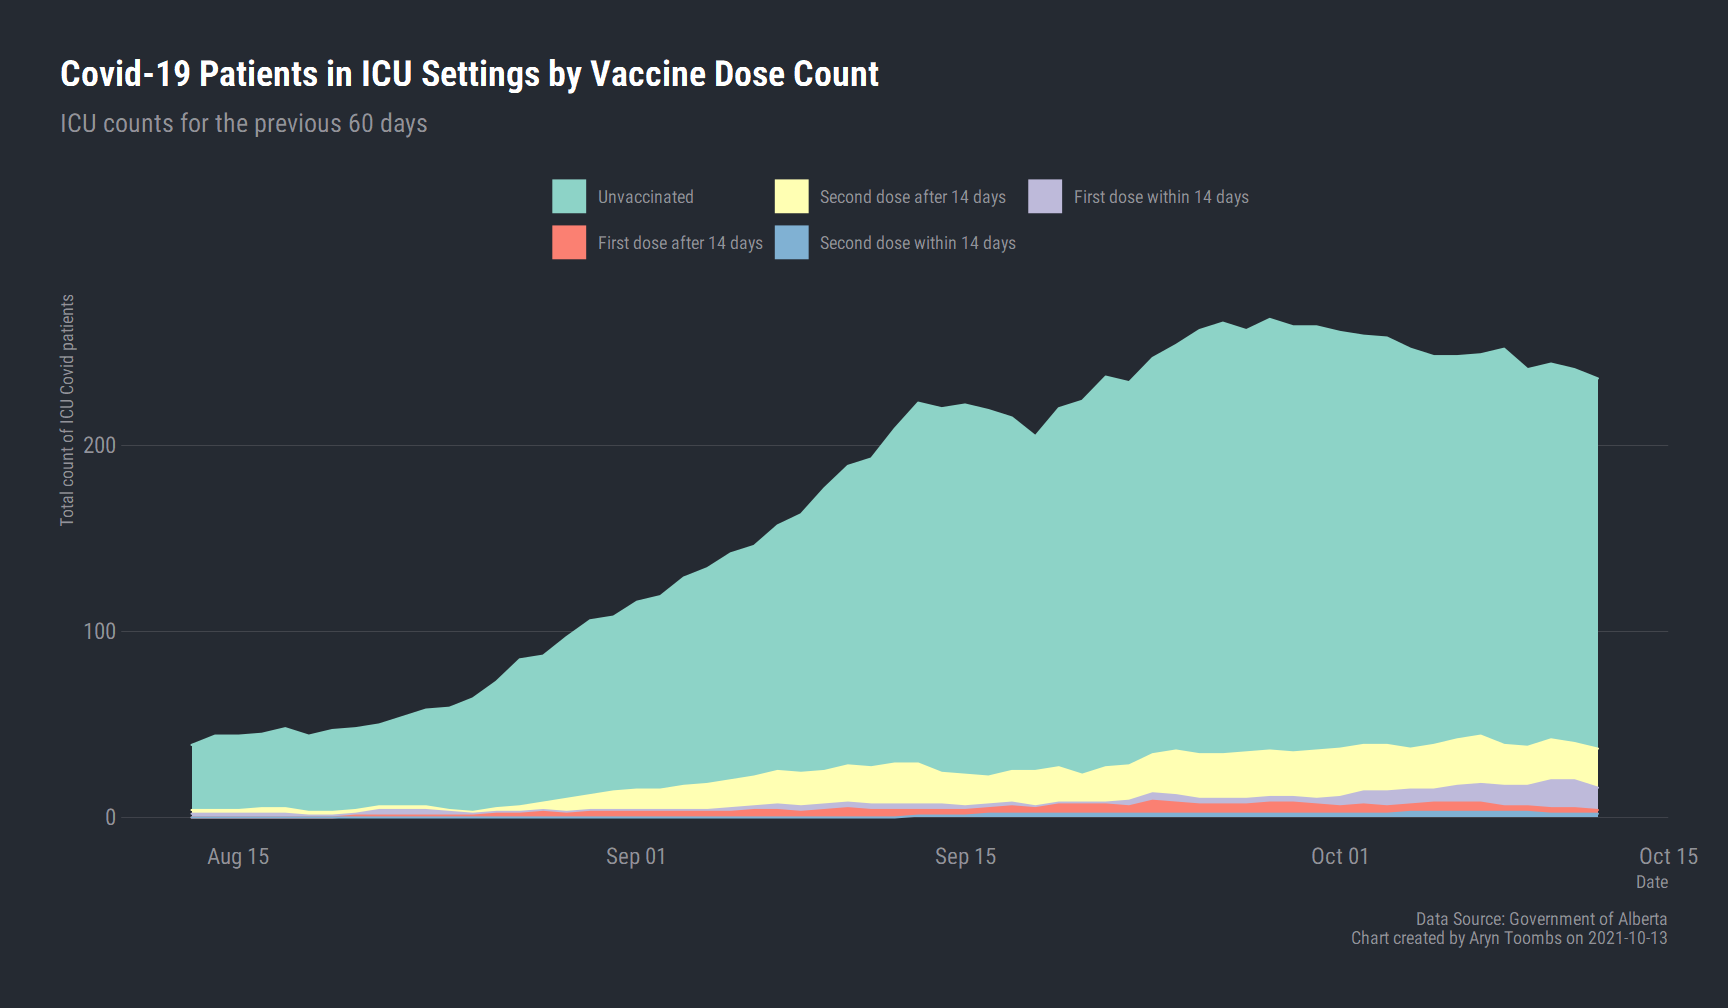 Covid-19 Patients in ICU Settings by Vaccine Dose Count
ICU counts for the previous 60 days
Unvaccinated
Second dose after 14 days
First dose within 14 days
First dose after 14 days
Second dose within 14 days
Total count of ICU Covid patients
200
100
0
Aug 15
Sep 01
Sep 15
Oct 01
Oct 15
Date
Data Source: Government of Alberta
Chart created by Aryn Toombs on 2021-10-13